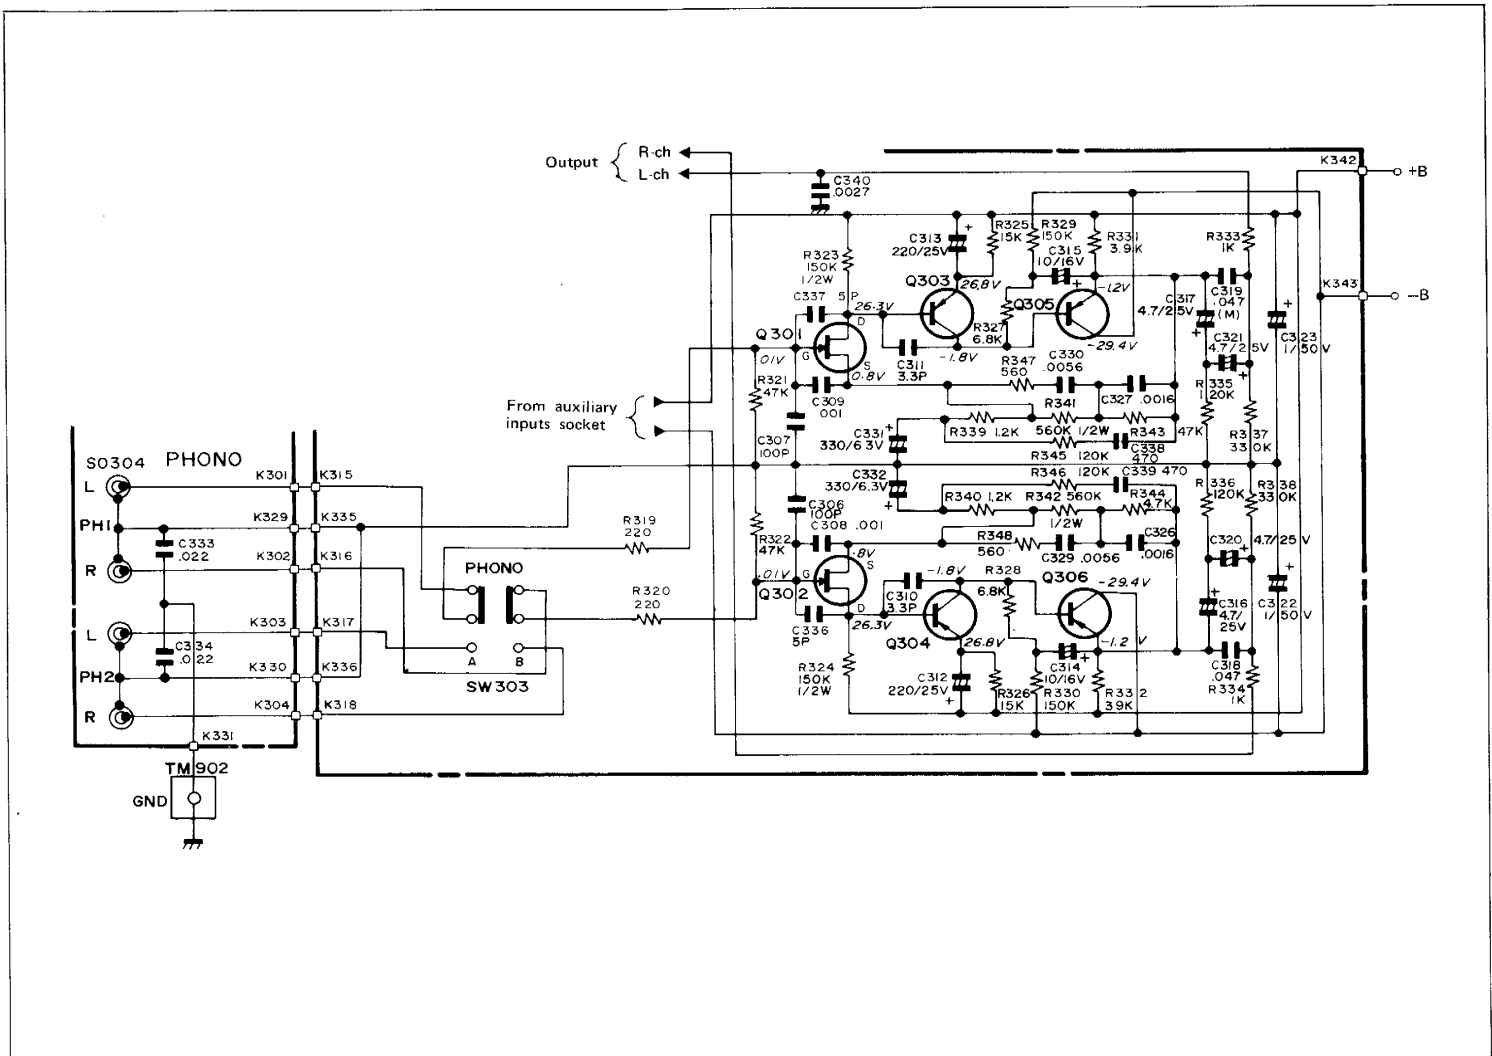 Output
R-ch
L-ch
C340
.0027
K342
+B
C313
220/25V
+
R325
15K
R329
150K
C315
10/16V
+
R331
3.9K
R333
1K
R323
150K
1/2W
Q303
26.8V
Q305
-1.2V
C317
4.7/25V
+
C319
.047
(M)
K343
-B
C337
5P
26.3V
D
Q301
.01V
G
S
0.8V
R327
6.8K
-29.4V
-1.8V
C311
3.3P
C321
4.7/25V
+
C323
1/50V
+
R321
47K
C309
.001
R347
560
C330
.0056
C327 .0016
R335
120K
From auxiliary
inputs socket
C307
100P
C331
330/6.3V
+
R339 1.2K
R341
560K 1/2W
R343
47K
R345 120K
C338
470
R337
330K
SO304
PHONO
L
K301
K315
C332
330/6.3V
+
R346
120K
C339 470
R336
120K
R338
330K
PH1
K329
K335
C333
.022
R
K302
K316
R319
220
C306
100P
C308 .001
R340 1.2K
R342 560K
1/2W
R344
4.7K
R322
47K
R348
560
C329 .0056
C326
.0016
C320
4.7/25V
+
PHONO
.01V
G
.8V
S
Q302
D
R320
220
-1.8V
C310
3.3P
R328
6.8K
Q306
-29.4V
C316
4.7/
25V
+
C322
1/50V
+
L
K303
K317
C334
.022
A
B
SW303
C336
5P
26.3V
Q304
26.8V
-1.2V
C318
.047
R334
1K
PH2
K330
K336
R324
150K
1/2W
C312
220/25V
+
R326
15K
C314
10/16V
+
R330
150K
R332
3.9K
R
K304
K318
K331
TM902
GND